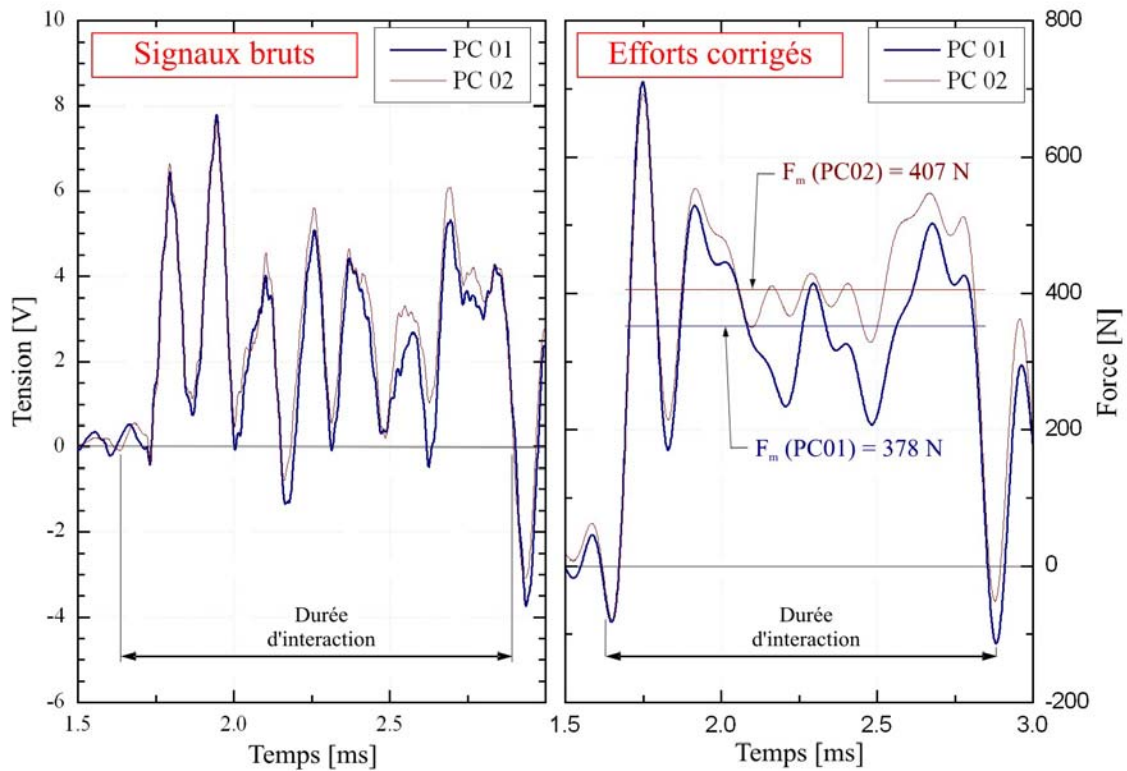 Signaux bruts
PC 01
PC 02
10
8
6
4
2
0
-2
-4
-6
Tension [V]
Durée
d'interaction
1.5
2.0
2.5
Temps [ms]
Efforts corrigés
PC 01
PC 02
Fm (PC02) = 407 N
Fm (PC01) = 378 N
Durée
d'interaction
1.5
2.0
2.5
3.0
Temps [ms]
800
600
400
200
0
-200
Force [N]